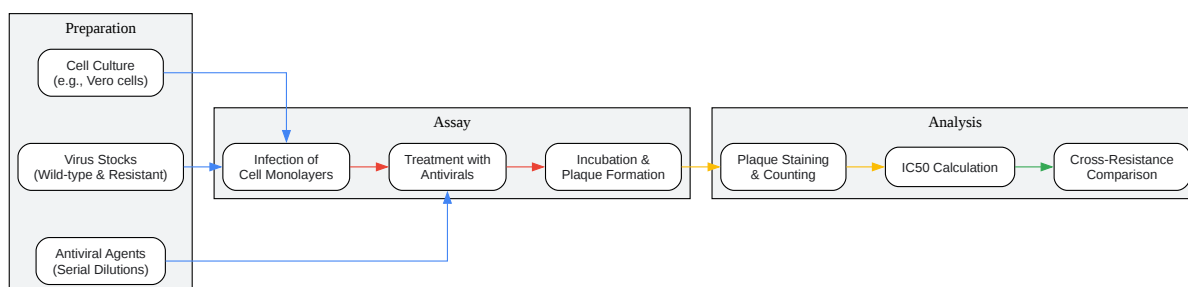 Preparation
Cell Culture
(e.g., Vero cells)
Virus Stocks
(Wild-type & Resistant)
Antiviral Agents
(Serial Dilutions)
Assay
Infection of
Cell Monolayers
Treatment with
Antivirals
Incubation &
Plaque Formation
Analysis
Plaque Staining
& Counting
IC50 Calculation
Cross-Resistance
Comparison